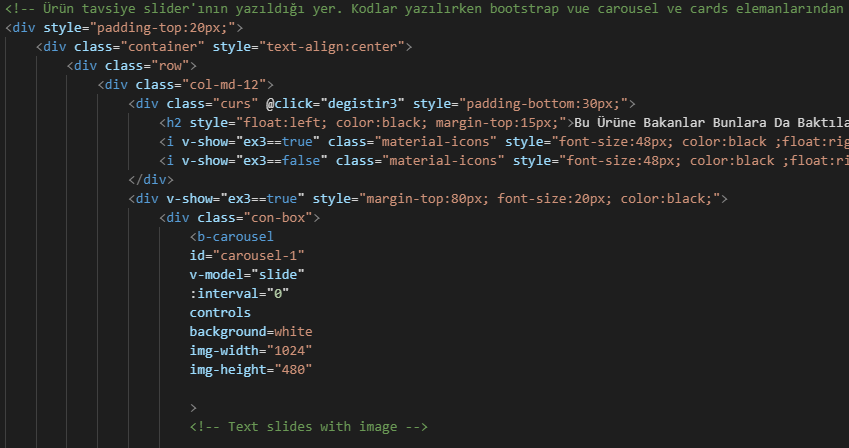 <!-- Ürün tavsiye slider'ının yazıldığı yer. Kodlar yazılırken bootstrap vue carousel ve cards elemanlarından
<div style="padding-top:20px;">
<div class="container" style="text-align:center">
<div class="row">
<div class="col-md-12">
<div class="curs" @click="degistir3" style="padding-bottom:30px;">
<h2 style="float:left; color:black; margin-top:15px;">Bu Ürüne Bakanlar Bunlara Da Baktıla
<i v-show="ex3==true" class="material-icons" style="font-size:48px; color:black ;float:rig
<i v-show="ex3==false" class="material-icons" style="font-size:48px; color:black ;float:ri
</div>
<div v-show="ex3==true" style="margin-top:80px; font-size:20px; color:black;">
<div class="con-box">
<b-carousel
id="carousel-1"
v-model="slide"
:interval="0"
controls
background=white
img-width="1024"
img-height="480"
>
<!-- Text slides with image -->